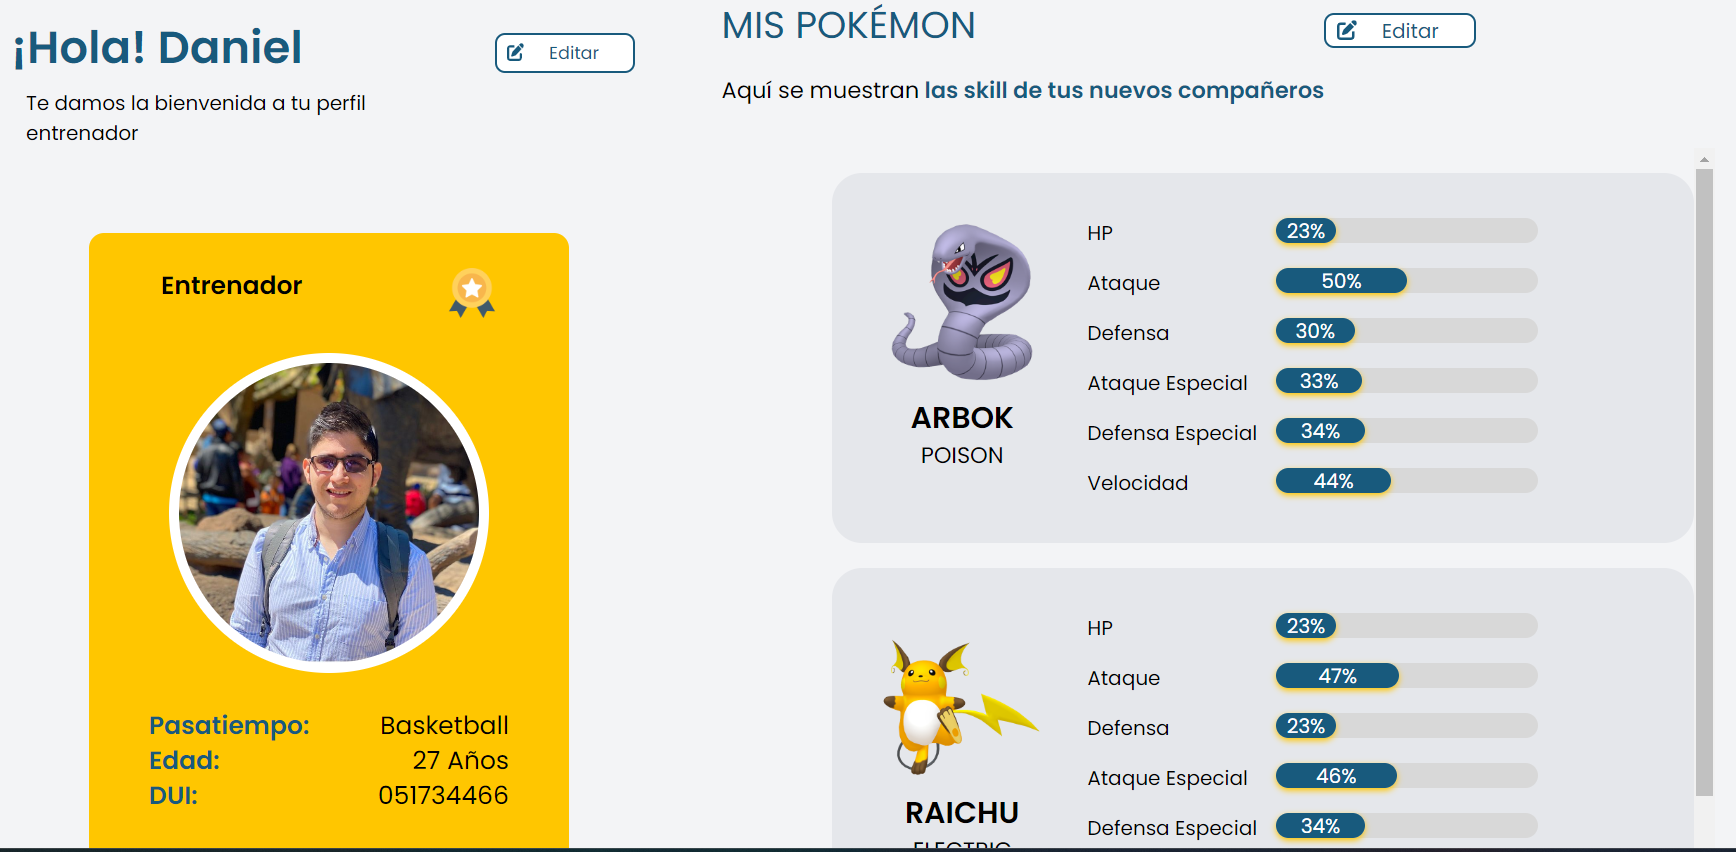 ¡Hola! Daniel
Editar
Te damos la bienvenida a tu perfil
entrenador
Entrenador
Pasatiempo: Basketball
Edad: 27 Años
DUI: 051734466
MIS POKÉMON
Editar
Aquí se muestran las skill de tus nuevos compañeros
ARBOK
POISON
HP 23%
Ataque 50%
Defensa 30%
Ataque Especial 33%
Defensa Especial 34%
Velocidad 44%
RAICHU
ELECTRIC
HP 23%
Ataque 47%
Defensa 23%
Ataque Especial 46%
Defensa Especial 34%